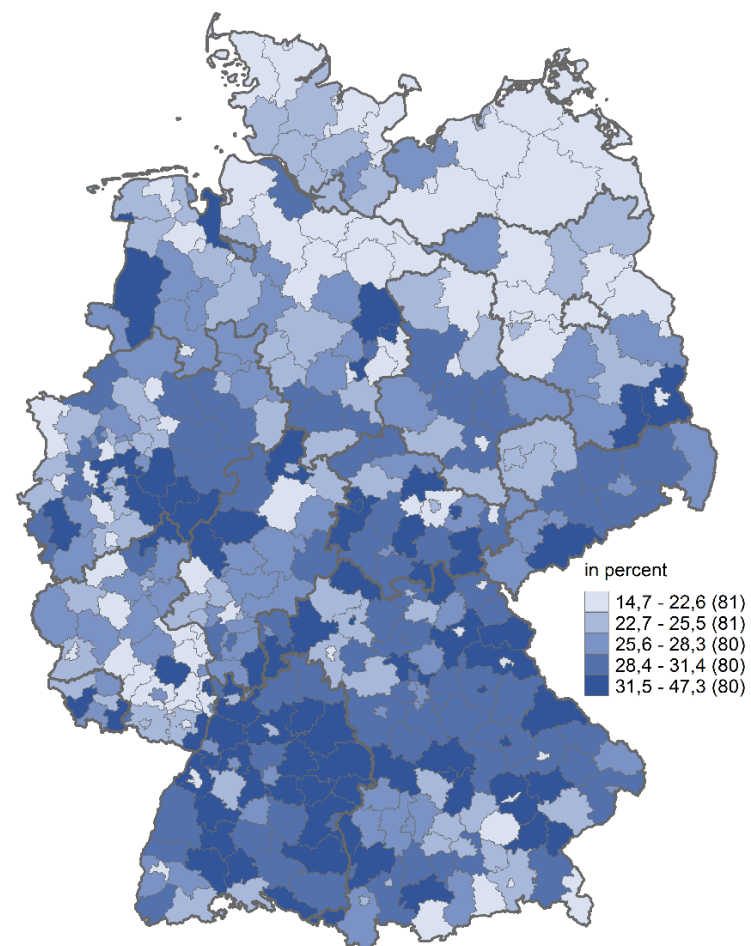 in percent
14,7 - 22,6 (81)
22,7 - 25,5 (81)
25,6 - 28,3 (80)
28,4 - 31,4 (80)
31,5 - 47,3 (80)